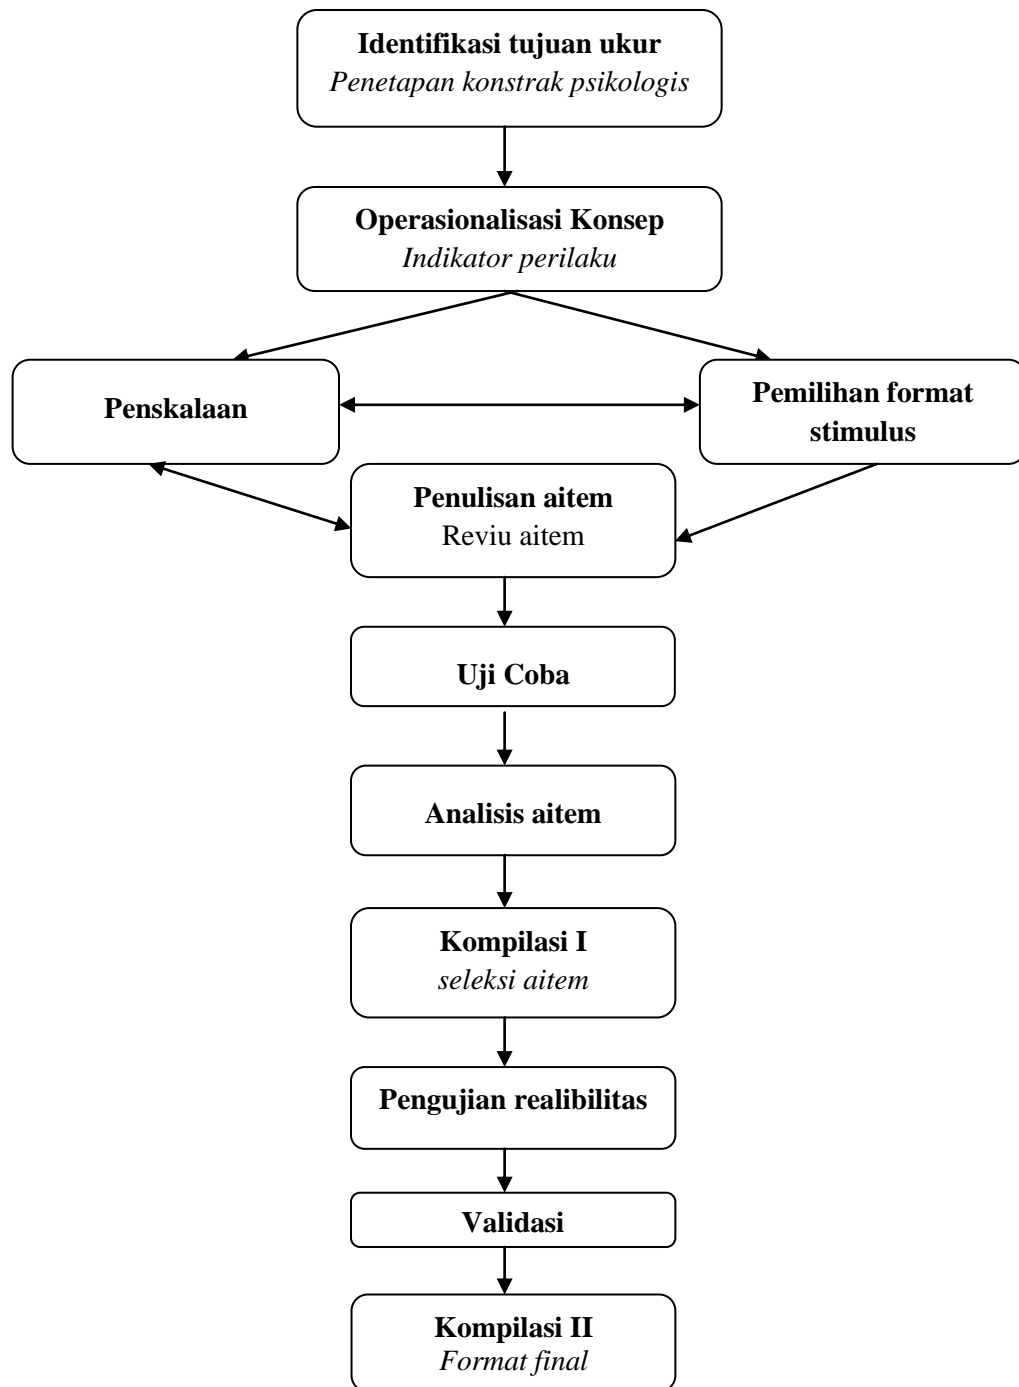 Identifikasi tujuan ukur
Penetapan konstrak psikologis
Operasionalisasi Konsep
Indikator perilaku
Penskalaan
Pemilihan format
stimulus
Penulisan aitem
Reviu aitem
Uji Coba
Analisis aitem
Kompilasi I
seleksi aitem
Pengujian realibilitas
Validasi
Kompilasi II
Format final